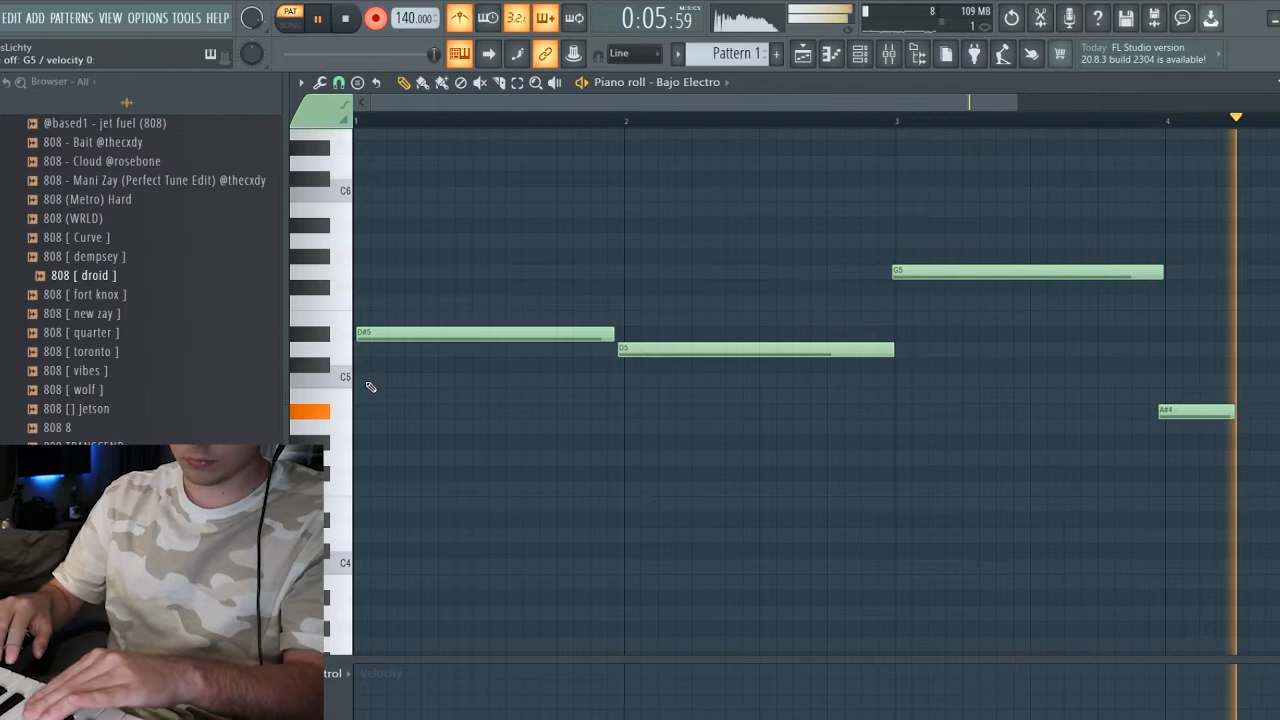 EDIT ADD PATTERNS VIEW OPTIONS TOOLS HELP
PAT
SONG
140.000
3.2.
0:05:59
M:S:CS
8
109 MB
1
sLichty
off: G5 / velocity 0:
Line
Pattern 1
Today FL Studio version
20.8.3 build 2304 is available!
Browser - All
Piano roll - Bajo Electro
@based1 - jet fuel (808)
808 - Bait @thecxdy
808 - Cloud @rosebone
808 - Mani Zay (Perfect Tune Edit) @thecxdy
808 (Metro) Hard
808 (WRLD)
808 [ Curve ]
808 [ dempsey ]
808 [ droid ]
808 [ fort knox ]
808 [ new zay ]
808 [ quarter ]
808 [ toronto ]
808 [ vibes ]
808 [ wolf ]
808 [] Jetson
808 8
808 TRANSCEND
1 2 3 4
C6
G5
D#5
D5
C5
A#4
C4
trol
Velocity